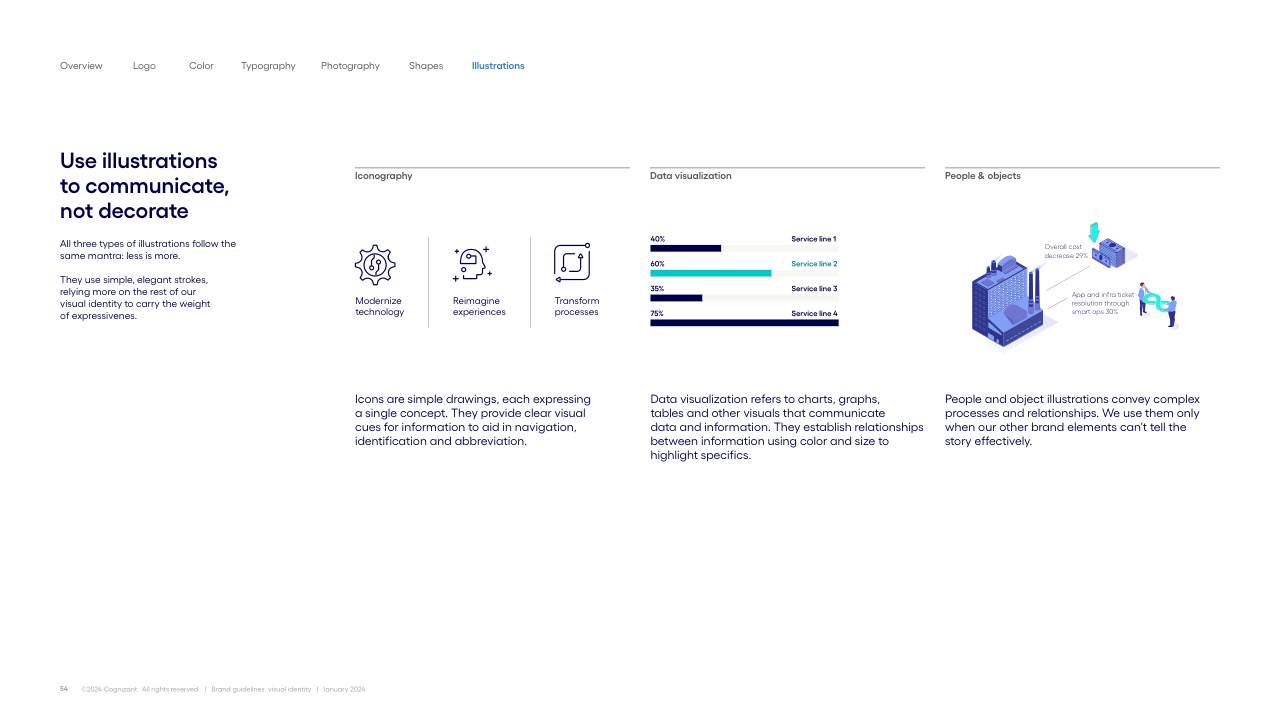 Overview Logo Color Typography Photography Shapes Illustrations
Use illustrations
to communicate,
not decorate
All three types of illustrations follow the
same mantra: less is more.
They use simple, elegant strokes,
relying more on the rest of our
visual identity to carry the weight
of expressivenes.
Iconography
Modernize
technology
Reimagine
experiences
Transform
processes
Icons are simple drawings, each expressing
a single concept. They provide clear visual
cues for information to aid in navigation,
identification and abbreviation.
Data visualization
40% Service line 1
60% Service line 2
35% Service line 3
75% Service line 4
Data visualization refers to charts, graphs,
tables and other visuals that communicate
data and information. They establish relationships
between information using color and size to
highlight specifics.
People & objects
Overall cost
decrease 29%
App and infra ticket
resolution through
smart ops 30%
People and object illustrations convey complex
processes and relationships. We use them only
when our other brand elements can't tell the
story effectively.
54 ©2024 Cognizant. All rights reserved. | Brand guidelines: visual identity | January 2024